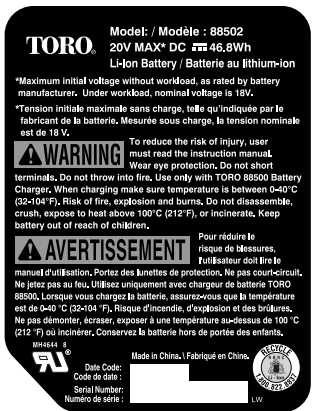 TORO
Model: / Modèle : 88502
20V MAX* DC 46.8Wh
Li-Ion Battery / Batterie au lithium-ion
*Maximum initial voltage without workload, as rated by battery
manufacturer. Under workload, nominal voltage is 18V.
*Tension initiale maximale sans charge, telle qu'indiquée par le
fabricant de la batterie. Mesurée sous charge, la tension nominale
est de 18 V.
WARNING
To reduce the risk of injury, user
must read the instruction manual.
Wear eye protection. Do not short
terminals. Do not throw into fire. Use only with TORO 88500 Battery
Charger. When charging make sure temperature is between 0-40°C
(32-104°F). Risk of fire, explosion and burns. Do not disassemble,
crush, expose to heat above 100°C (212°F), or incinerate. Keep
battery out of reach of children.
AVERTISSEMENT
Pour réduire le
risque de blessures,
l'utilisateur doit lire le
manuel d'utilisation. Portez des lunettes de protection. Ne pas court-circuit.
Ne jetez pas au feu. Utilisez uniquement avec chargeur de batterie TORO
88500. Lorsque vous chargez la batterie, assurez-vous que la température
est de 0-40 °C (32-104 °F). Risque d'incendie, d'explosion et des brûlures.
Ne pas démonter, écraser, exposer à une température au-dessus de 100 °C
(212 °F) où incinérer. Conservez la batterie hors de portée des enfants.
MH4644 8
Made in China. \ Fabriqué en Chine.
Date Code:
Code de date :
Serial Number:
Numéro de série :
LW
RECYCLE
1.800.822.8837